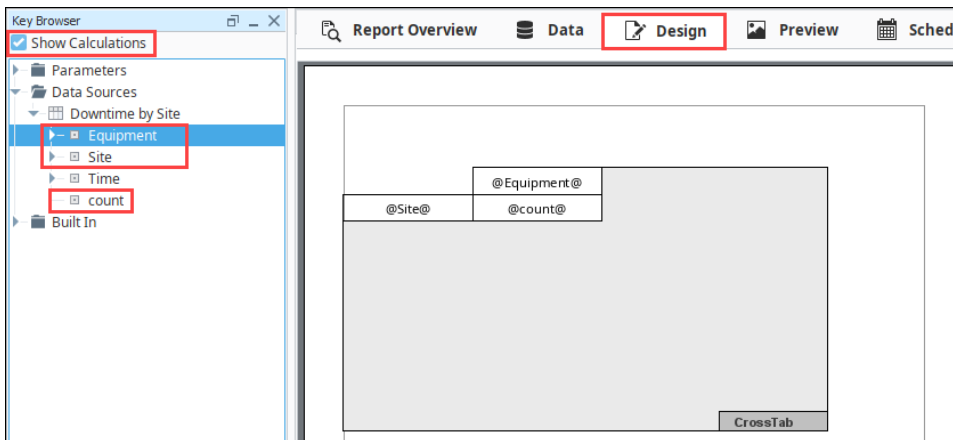 Key Browser
Show Calculations
Parameters
Data Sources
Downtime by Site
Equipment
Site
Time
count
Built In
Report Overview
Data
Design
Preview
Sched
@Equipment@
@Site@
@count@
CrossTab